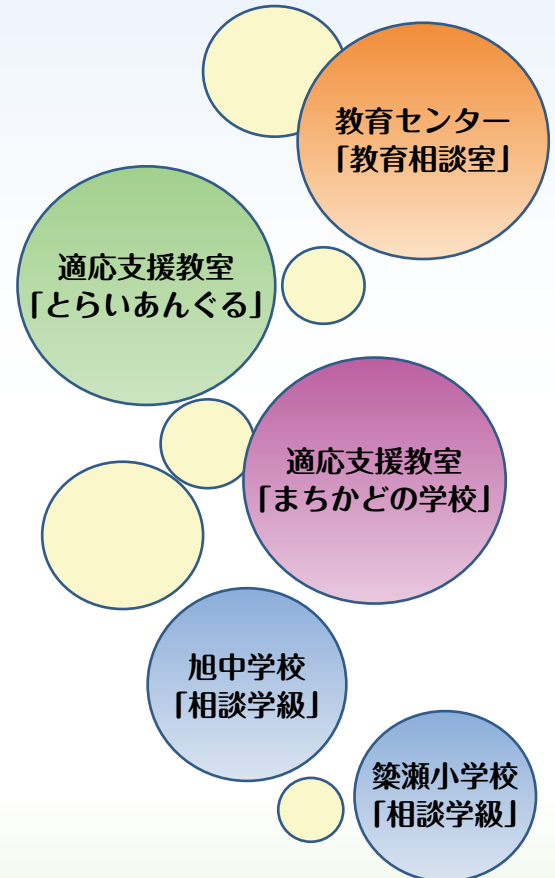 教育センター
「教育相談室」
適応支援教室
「とらいあんぐる」
適応支援教室
「まちかどの学校」
旭中学校
「相談学級」
簗瀬小学校
「相談学級」